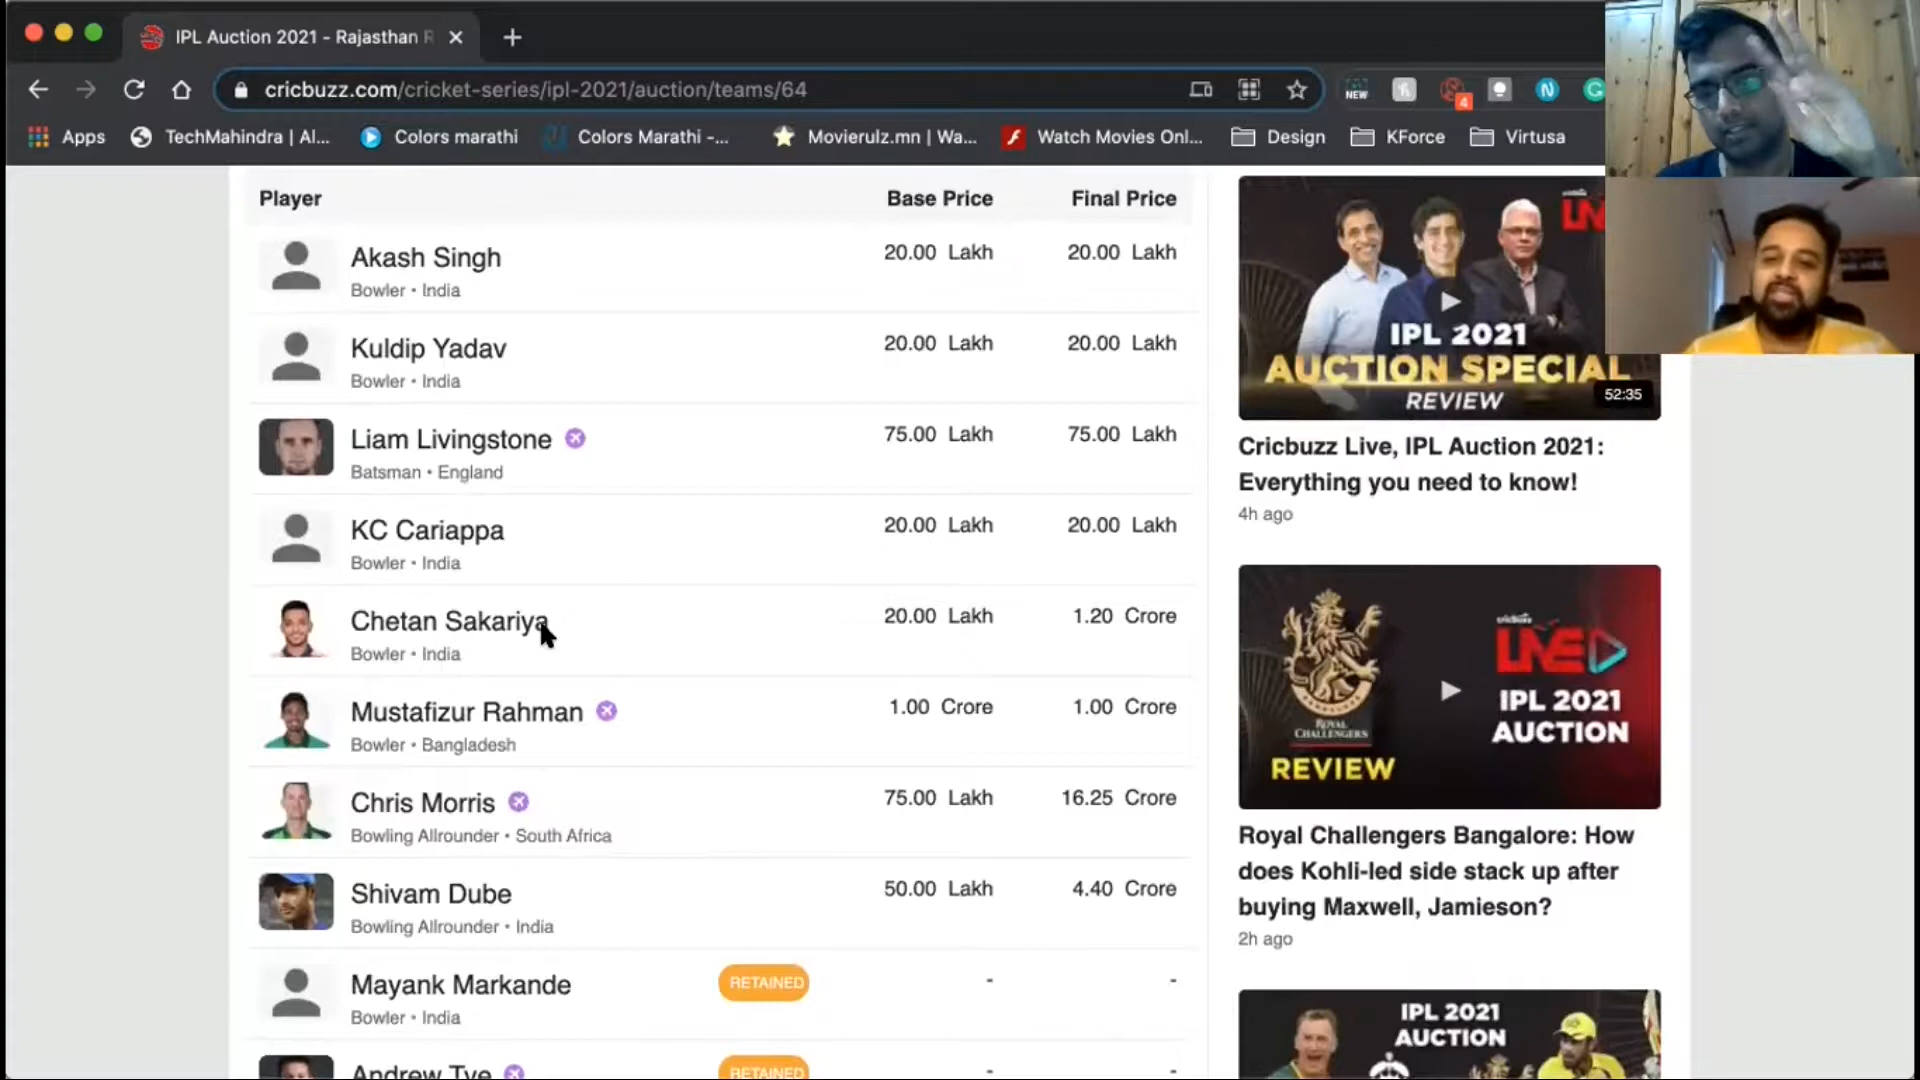 IPL Auction 2021 - Rajasthan R
cricbuzz.com/cricket-series/ipl-2021/auction/teams/64
NEW
4
N
G
Apps
TechMahindra | Al...
Colors marathi
Colors Marathi -...
Movierulz.mn | Wa...
Watch Movies Onl...
Design
KForce
Virtusa
Player Base Price Final Price
Akash Singh 20.00 Lakh 20.00 Lakh
Bowler • India
Kuldip Yadav 20.00 Lakh 20.00 Lakh
Bowler • India
Liam Livingstone 75.00 Lakh 75.00 Lakh
Batsman • England
KC Cariappa 20.00 Lakh 20.00 Lakh
Bowler • India
Chetan Sakariya 20.00 Lakh 1.20 Crore
Bowler • India
Mustafizur Rahman 1.00 Crore 1.00 Crore
Bowler • Bangladesh
Chris Morris 75.00 Lakh 16.25 Crore
Bowling Allrounder • South Africa
Shivam Dube 50.00 Lakh 4.40 Crore
Bowling Allrounder • India
Mayank Markande RETAINED - -
Bowler • India
Andrew Tye RETAINED - -
IPL 2021
AUCTION SPECIAL
REVIEW
52:35
Cricbuzz Live, IPL Auction 2021:
Everything you need to know!
4h ago
ROYAL
CHALLENGERS
REVIEW
cricbuzz
LIVE
IPL 2021
AUCTION
Royal Challengers Bangalore: How
does Kohli-led side stack up after
buying Maxwell, Jamieson?
2h ago
IPL 2021
AUCTION